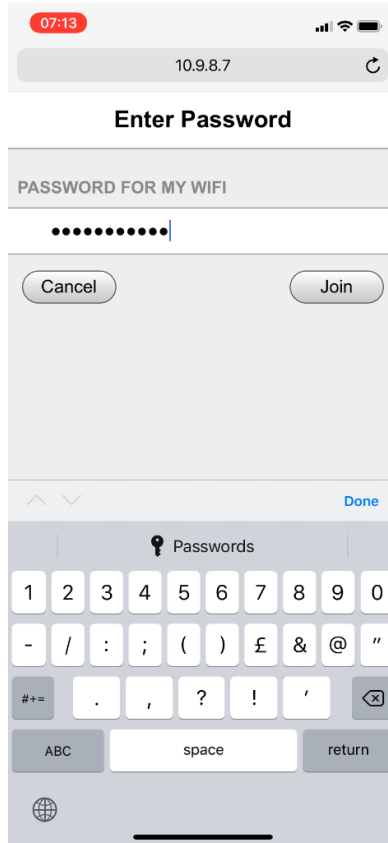 07:13
10.9.8.7
Enter Password
PASSWORD FOR MY WIFI
•••••••••••
Cancel Join
Done
Passwords
1 2 3 4 5 6 7 8 9 0
- / : ; ( ) £ & @ "
#+= . , ? ! ′
ABC space return